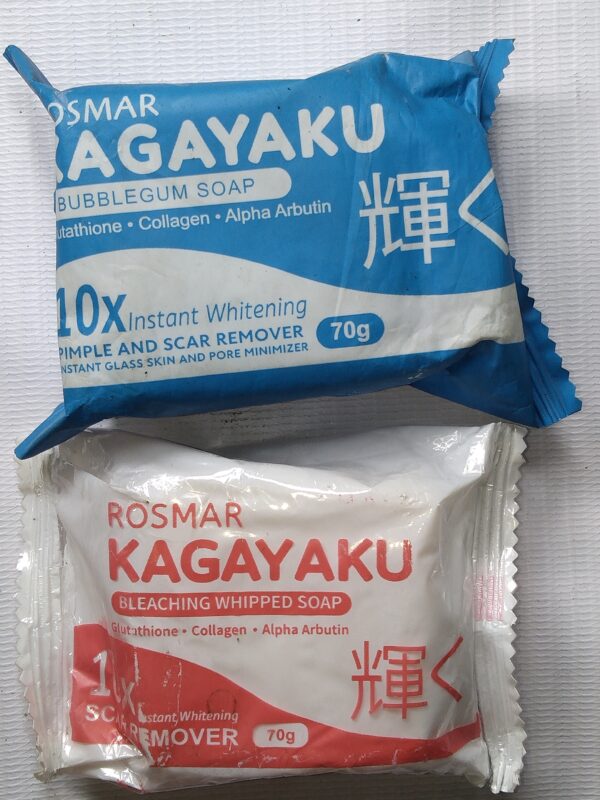 ROSMAR
KAGAYAKU
BUBBLEGUM SOAP
Glutathione • Collagen • Alpha Arbutin
輝く
10x Instant Whitening
PIMPLE AND SCAR REMOVER
INSTANT GLASS SKIN AND PORE MINIMIZER
70g
ROSMAR
KAGAYAKU
BLEACHING WHIPPED SOAP
Glutathione • Collagen • Alpha Arbutin
輝く
10x Instant Whitening
SCAR REMOVER
70g